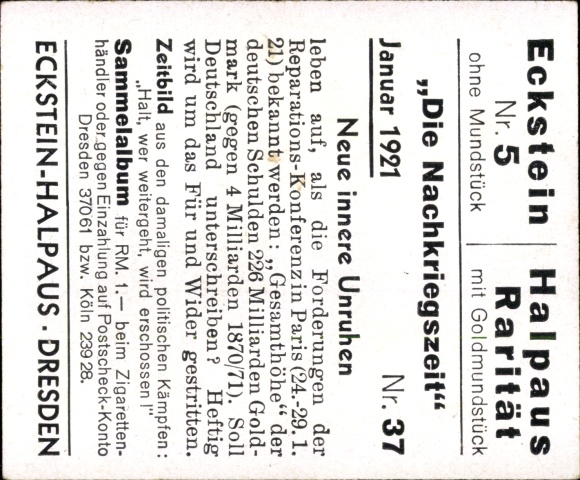 Eckstein Halpaus
Nr. 5 Rarität
ohne Mundstück mit Goldmundstück
„Die Nachkriegszeit“
Januar 1921 Nr. 37
Neue innere Unruhen
leben auf, als die Forderungen der
Reparations-Konferenz in Paris (24.-29. 1.
21) bekannt werden: „Gesamthöhe“ der
deutschen Schulden 226 Milliarden Gold-
mark (gegen 4 Milliarden 1870/71). Soll
Deutschland unterschreiben? Heftig
wird um das Für und Wider gestritten.
Zeitbild aus den damaligen politischen Kämpfen:
„Halt, wer weitergeht, wird erschossen!“
Sammelalbum für RM. 1.— beim Zigaretten-
händler oder gegen Einzahlung auf Postscheck-Konto
Dresden 37061 bzw. Köln 23928.
ECKSTEIN-HALPAUS · DRESDEN